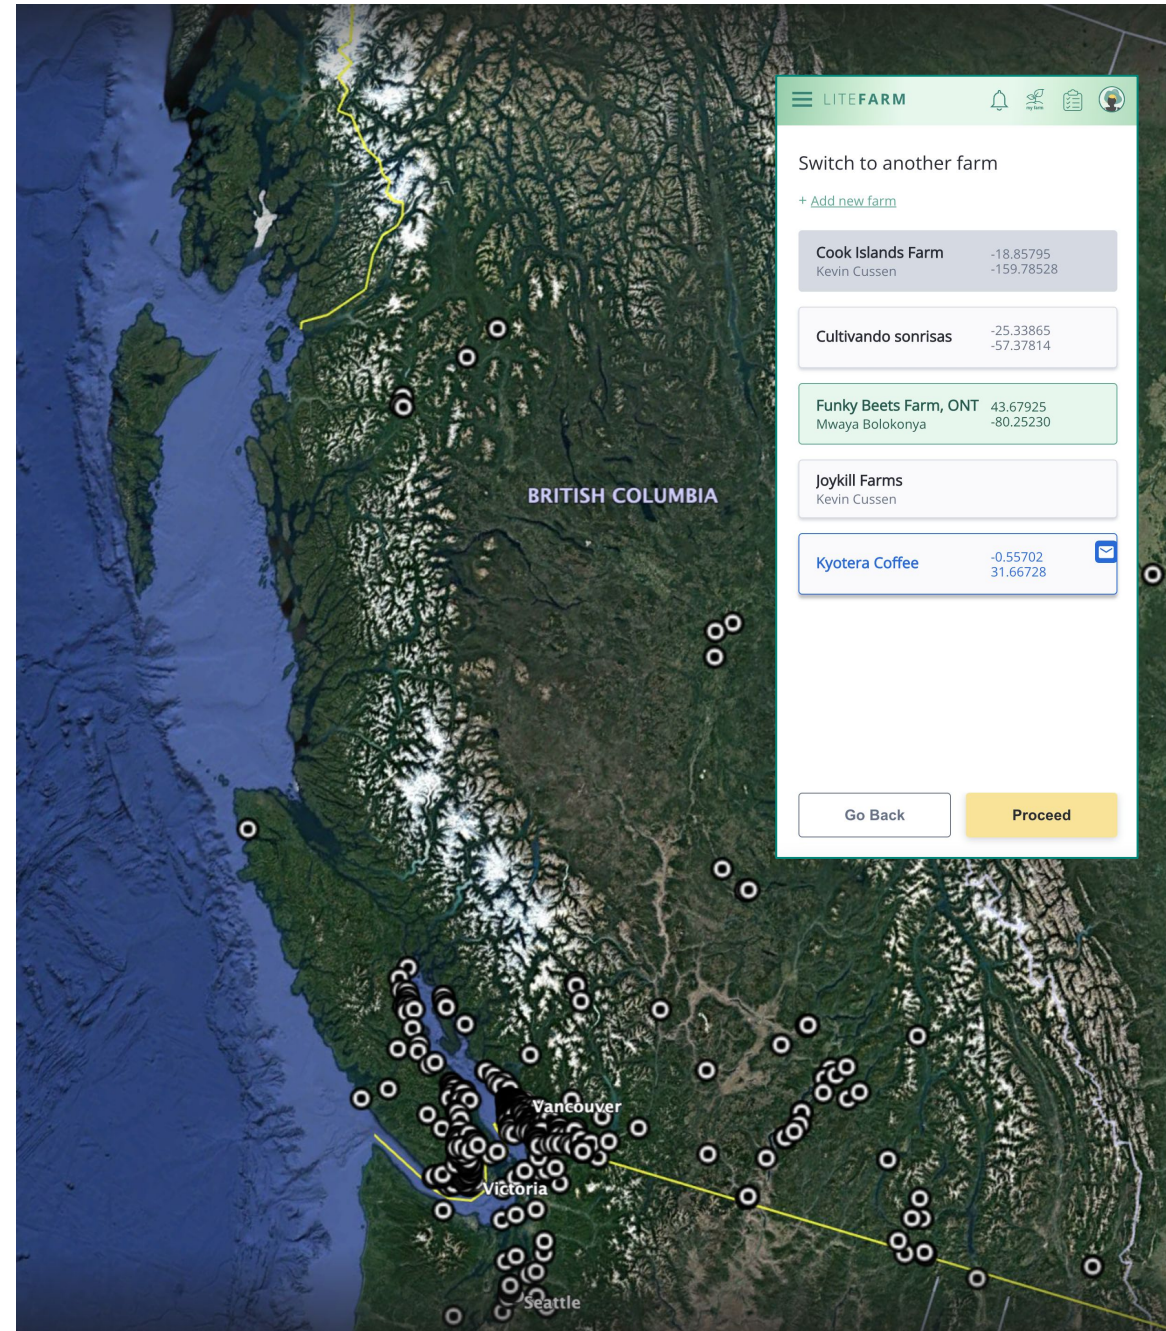 LITEFARM
my farm
Switch to another farm
+ Add new farm
Cook Islands Farm
Kevin Cussen
-18.85795
-159.78528
Cultivando sonrisas
-25.33865
-57.37814
Funky Beets Farm, ONT
Mwaya Bolokonya
43.67925
-80.25230
Joykill Farms
Kevin Cussen
Kyotera Coffee
-0.55702
31.66728
Go Back
Proceed
BRITISH COLUMBIA
Vancouver
Victoria
Seattle